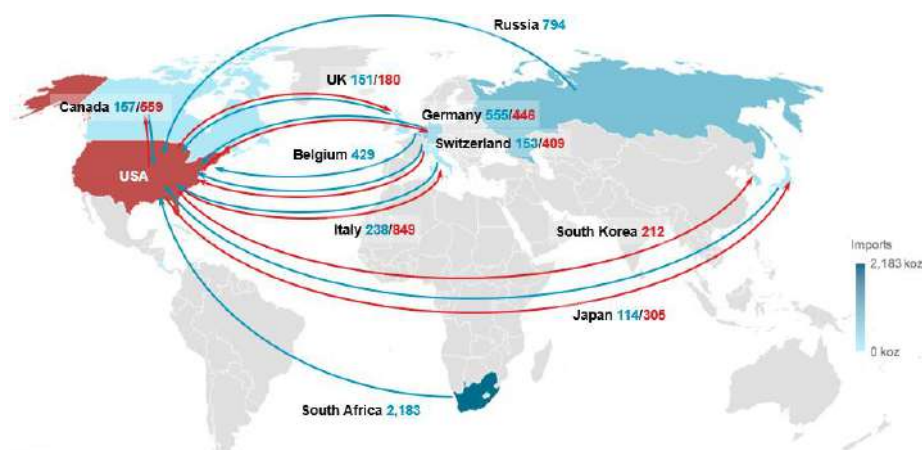 Russia 794
UK 151/180
Canada 157/559
Germany 555/446
Switzerland 153/409
Belgium 429
USA
Italy 238/849
South Korea 212
Imports
2,183 koz
Japan 114/305
0 koz
South Africa 2,183